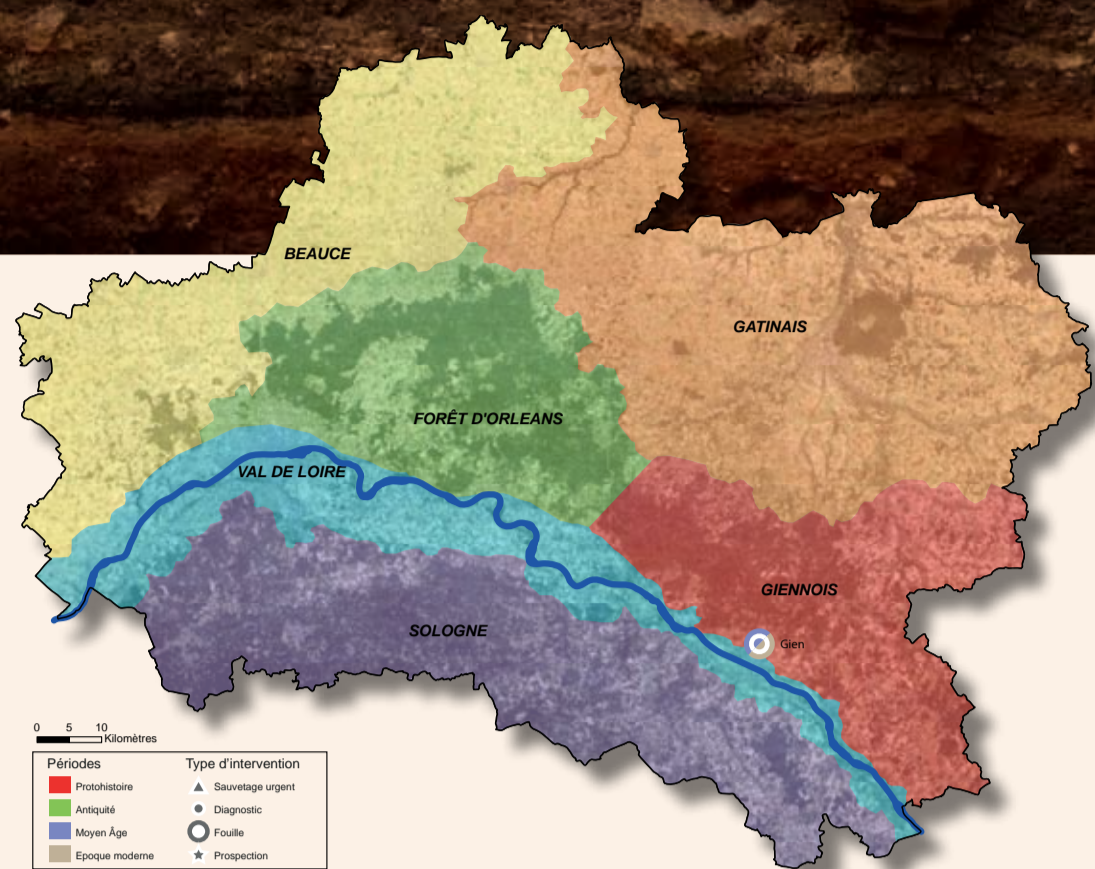 BEAUCE
GATINAIS
FORÊT D'ORLEANS
VAL DE LOIRE
GIENNOIS
SOLOGNE
Gien
0 5 10
Kilomètres
Périodes
Protohistoire
Antiquité
Moyen Âge
Epoque moderne
Type d'intervention
Sauvetage urgent
Diagnostic
Fouille
Prospection